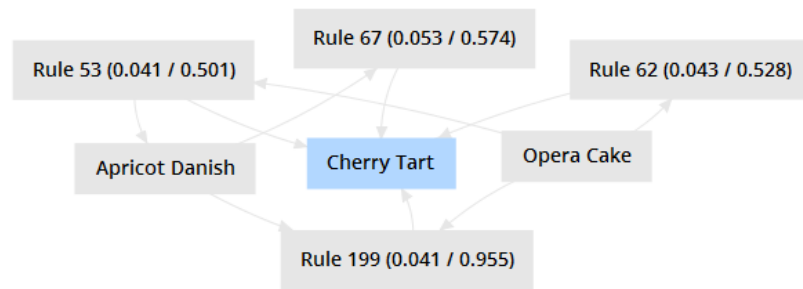 Rule 67 (0.053 / 0.574)
Rule 53 (0.041 / 0.501)
Rule 62 (0.043 / 0.528)
Apricot Danish
Cherry Tart
Opera Cake
Rule 199 (0.041 / 0.955)